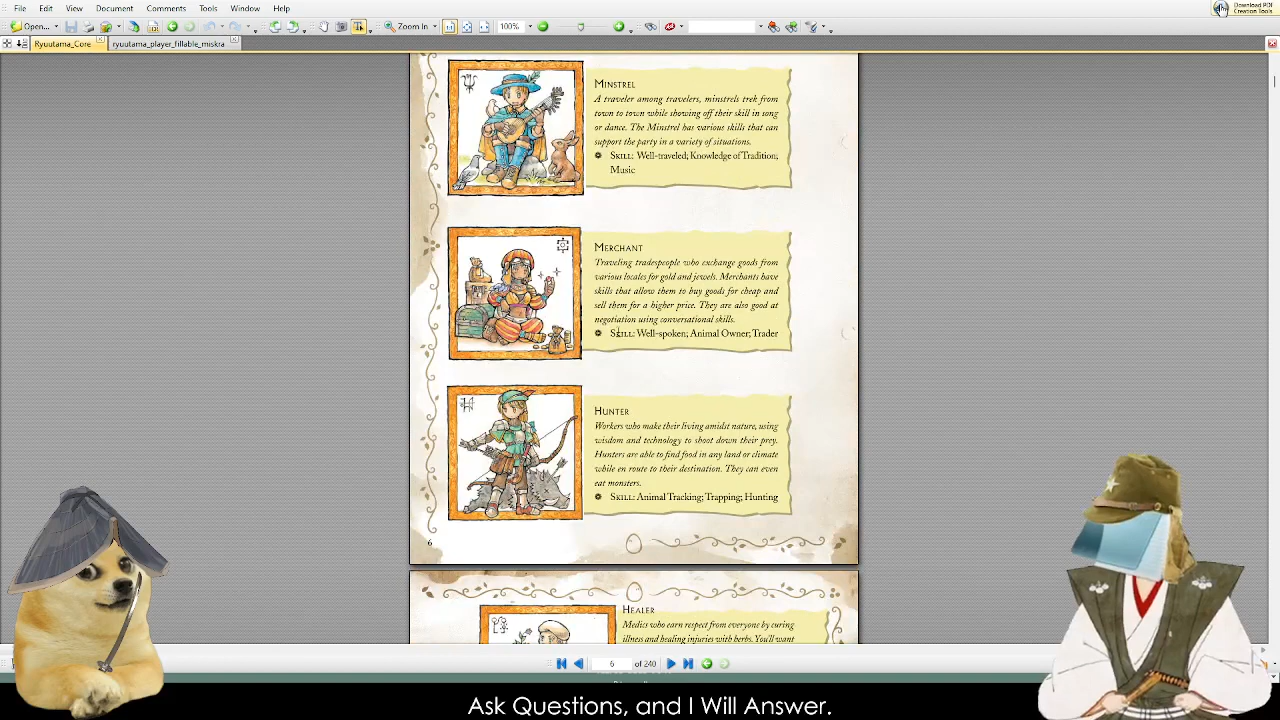 File Edit View Document Comments Tools Window Help
Download PDF
Creation Tools
Open... Zoom In 100%
Ryuutama_Core ryuutama_player_fillable_miskra
Minstrel
A traveler among travelers, minstrels trek from
town to town while showing off their skill in song
or dance. The Minstrel has various skills that can
support the party in a variety of situations.
Skill: Well-traveled; Knowledge of Tradition;
Music
Merchant
Traveling tradespeople who exchange goods from
various locales for gold and jewels. Merchants have
skills that allow them to buy goods for cheap and
sell them for a higher price. They are also good at
negotiation using conversational skills.
Skill: Well-spoken; Animal Owner; Trader
Hunter
Workers who make their living amidst nature, using
wisdom and technology to shoot down their prey.
Hunters are able to find food in any land or climate
while en route to their destination. They can even
eat monsters.
Skill: Animal Tracking; Trapping; Hunting
6
Healer
Medics who earn respect from everyone by curing
illness and healing injuries with herbs. You'll want
6 of 240
Ask Questions, and I Will Answer.